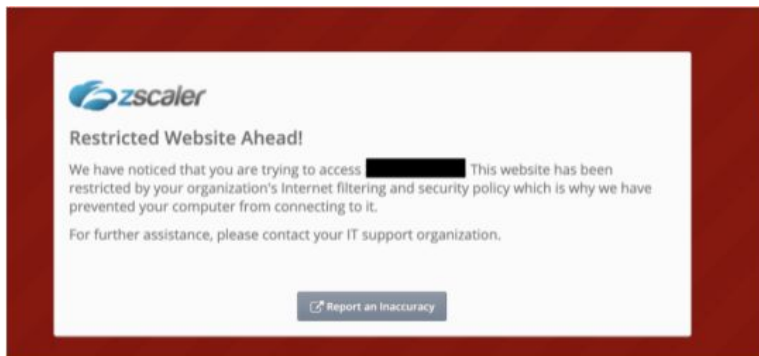 zscaler
Restricted Website Ahead!
We have noticed that you are trying to access This website has been
restricted by your organization's Internet filtering and security policy which is why we have
prevented your computer from connecting to it.
For further assistance, please contact your IT support organization.
Report an Inaccuracy